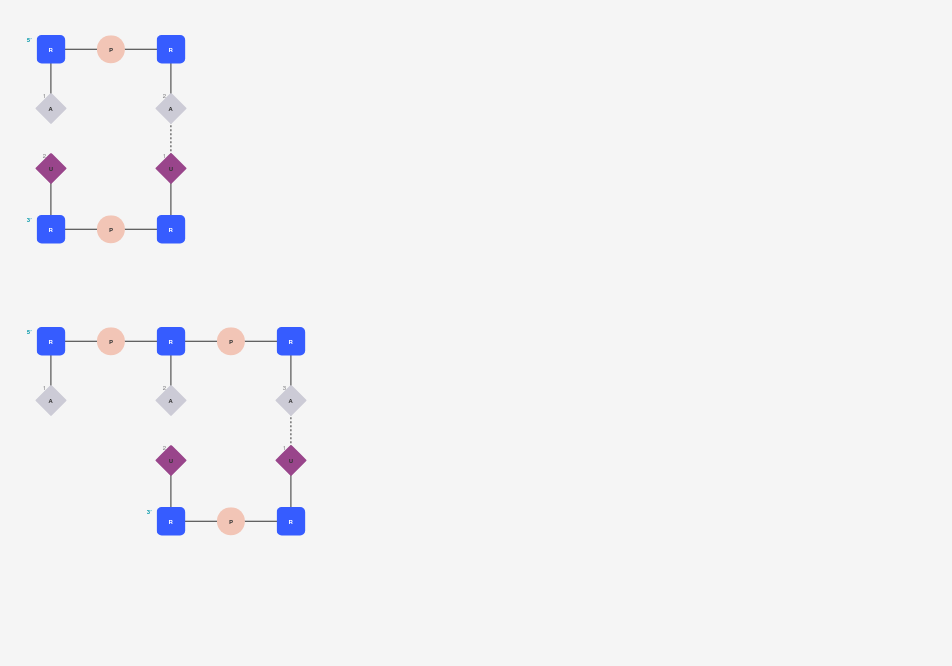 5' R P R
1 2
A A
2 1
U U
3' R P R
5' R P R P R
1 2 3
A A A
2 1
U U
3' R P R